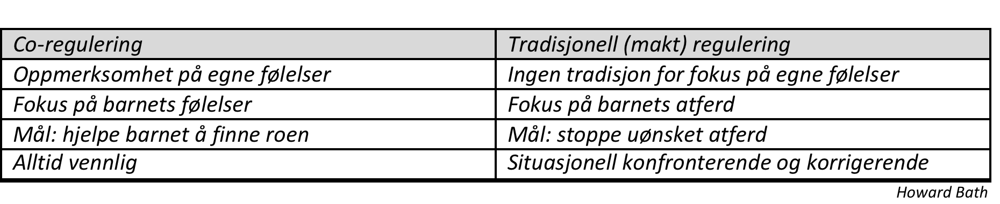 Co-regulering
Tradisjonell (makt) regulering
Oppmerksomhet på egne følelser
Ingen tradisjon for fokus på egne følelser
Fokus på barnets følelser
Fokus på barnets atferd
Mål: hjelpe barnet å finne roen
Mål: stoppe uønsket atferd
Alltid vennlig
Situasjonell konfronterende og korrigerende
Howard Bath